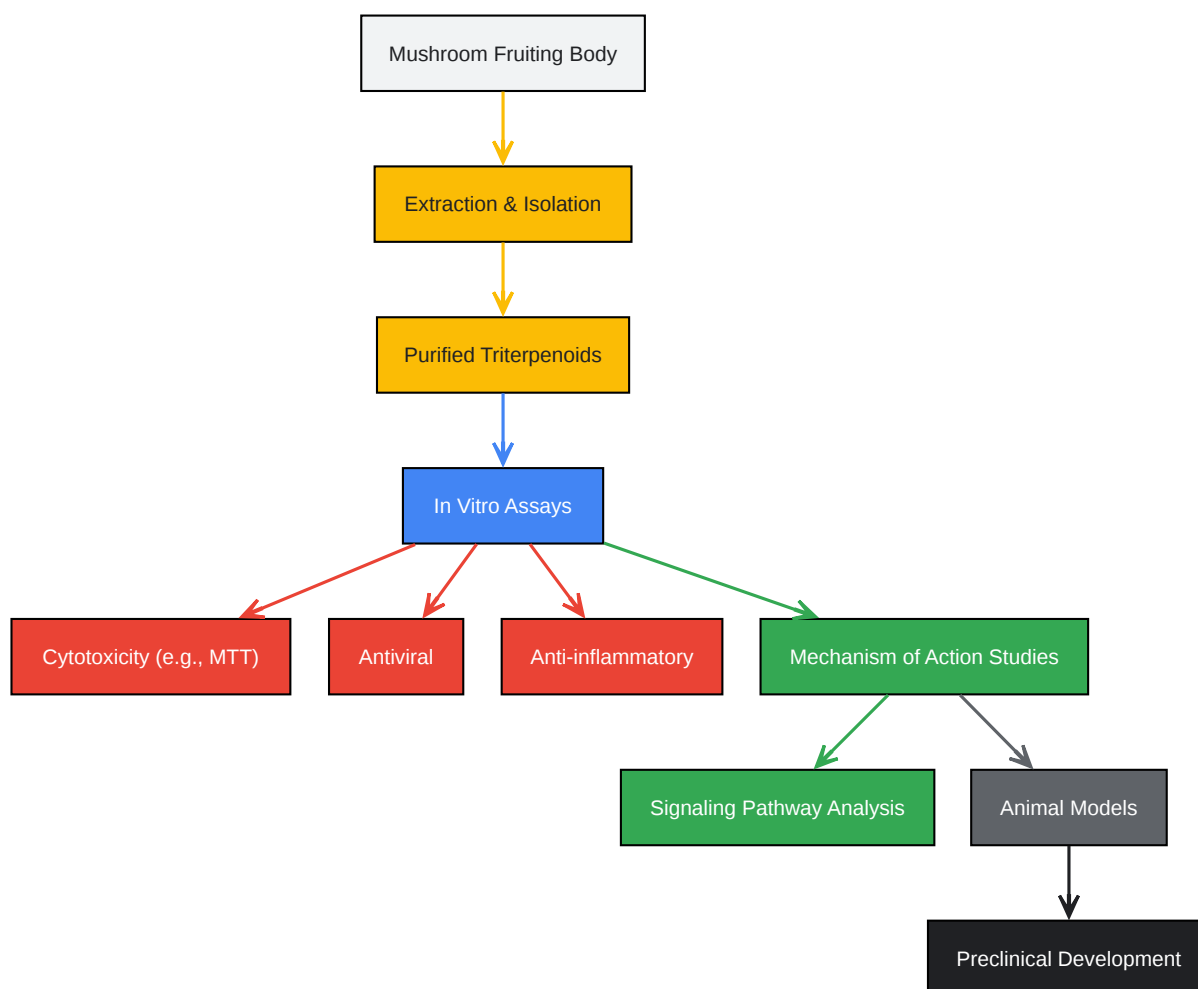 Mushroom Fruiting Body
Extraction & Isolation
Purified Triterpenoids
In Vitro Assays
Cytotoxicity (e.g., MTT)
Antiviral
Anti-inflammatory
Mechanism of Action Studies
Signaling Pathway Analysis
Animal Models
Preclinical Development